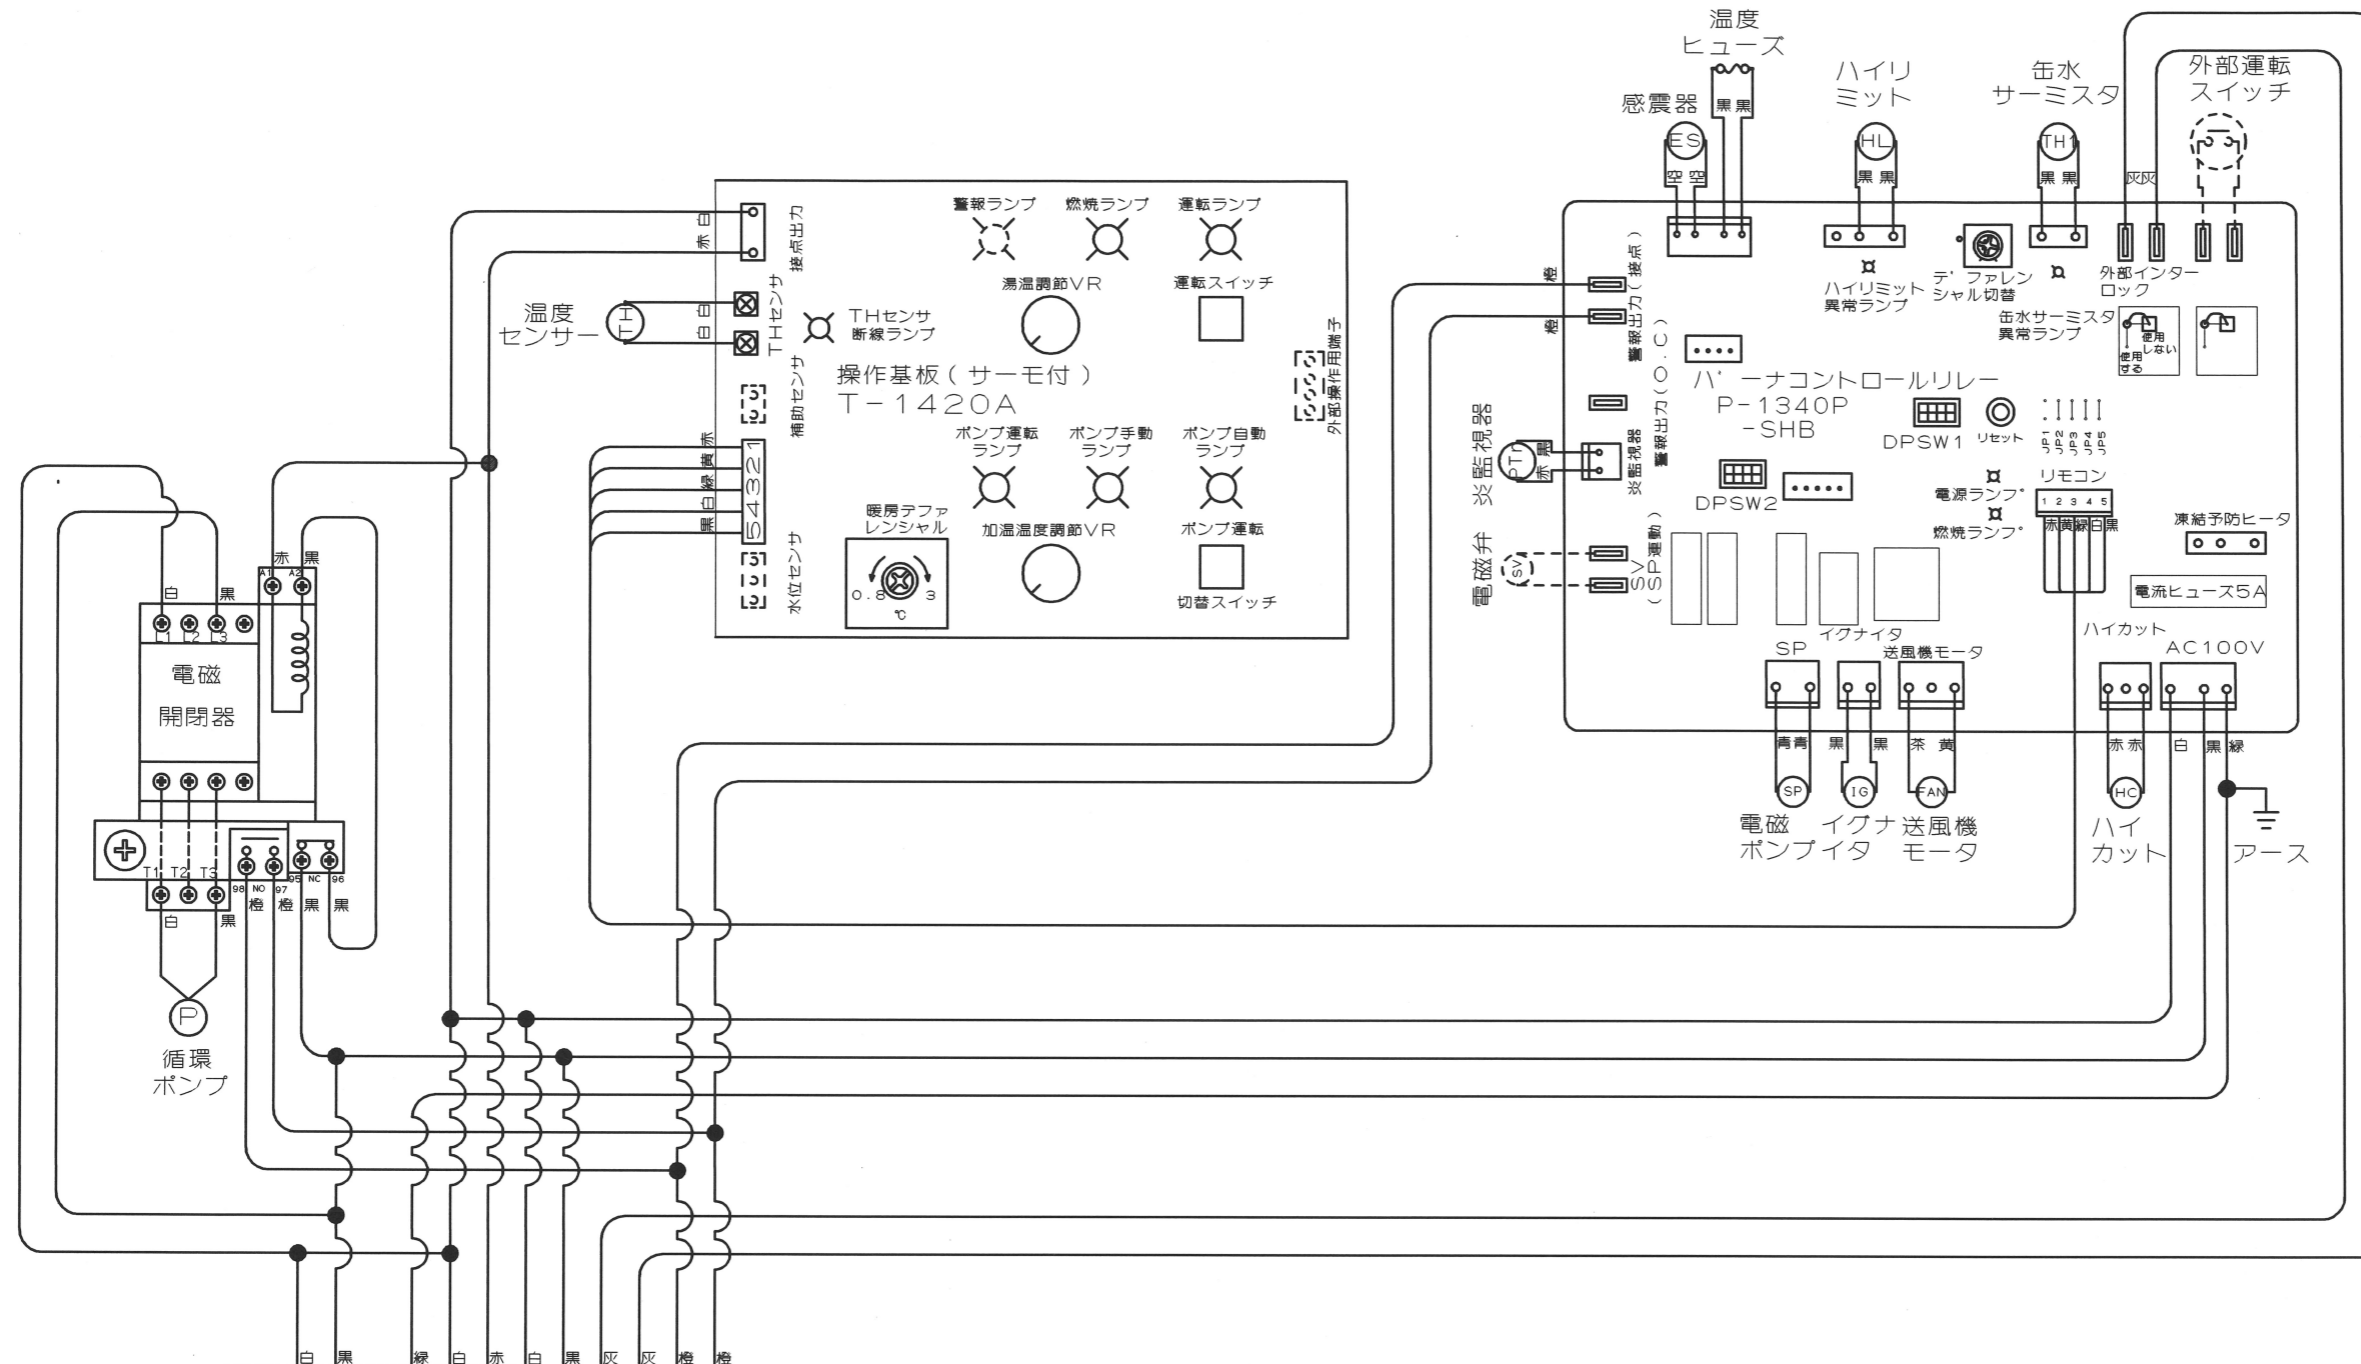 温度
ヒューズ
感震器
黒 黒
ES
空 空
ハイリ
ミット
HL
黒 黒
缶水
サーミスタ
TH1
黒 黒
灰灰
外部運転
スイッチ
白
赤
接点出力
警報ランプ
燃焼ランプ
運転ランプ
温度
センサー
TH
白
白
THセンサ
THセンサ
断線ランプ
湯温調節VR
運転スイッチ
補助センサ
操作基板(サーモ付)
T-1420A
外部操作用端子
ポンプ運転
ランプ
ポンプ手動
ランプ
ポンプ自動
ランプ
赤
黄
緑
白
黒
54321
水位センサ
暖房デファ
レンシャル
0.8 3
℃
加温温度調節VR
ポンプ運転
切替スイッチ
橙
橙
警報出力(接点)
警報出力(O.C)
ハイリミット
異常ランプ
デファレン
シャル切替
外部インター
ロック
缶水サーミスタ
異常ランプ
使用
しない
使用
する
バーナコントロールリレー
P-1340P
-SHB
DPSW1
リセット
JP1
JP2
JP3
JP4
JP5
炎監視器
PTr
黒
赤
炎監視器
DPSW2
電源ランプ
燃焼ランプ
リモコン
1 2 3 4 5
赤黄緑白黒
凍結予防ヒータ
電流ヒューズ5A
電磁弁
SV
SV
(SP連動)
SP
イグナイタ
送風機モータ
ハイカット
AC100V
青青
黒 黒
茶 黄
赤赤
白
黒
緑
SP
IG
FAN
HC
電磁
ポンプ
イグナ
イタ
送風機
モータ
ハイ
カット
アース
白
黒
赤
黒
A1 A2
L1 L2 L3
電磁
開閉器
T1 T2 T3
98 NO 97
95 NC 96
白
黒
橙
橙
黒
黒
P
循環
ポンプ
白 黒 緑 白 赤 白 黒 灰 灰 橙 橙